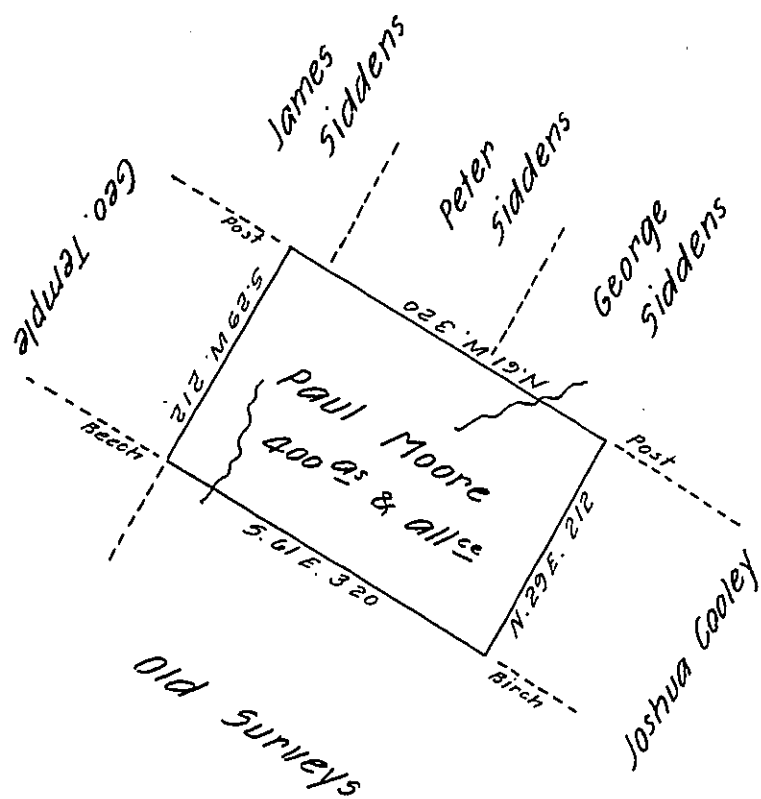 James
Siddens
Peter
Siddens
George
Siddens
Geo. Temple
Post
S. 29 W. 212
N. 61 W. 320
Paul Moore
400 as & allce
Post
Beech
S. 61 E. 320
N. 29 E. 212
Birch
Joshua Cooley
Old Surveys